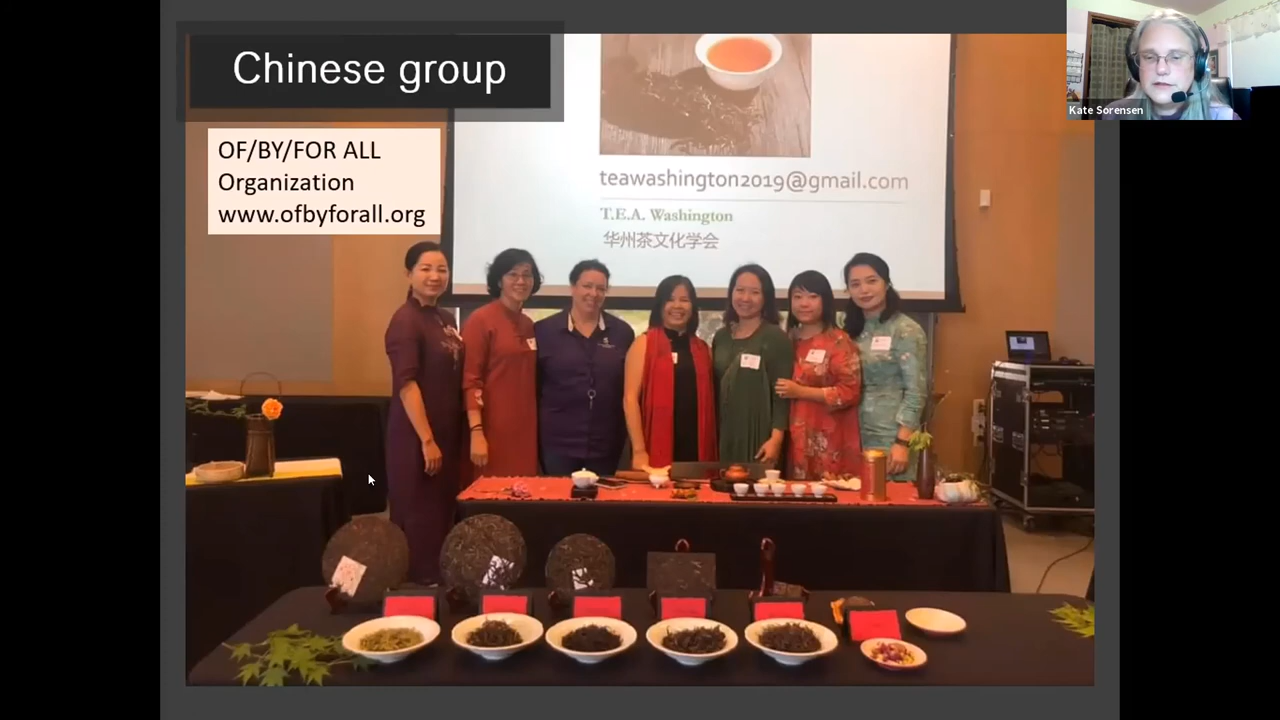 Chinese group
OF/BY/FOR ALL
Organization
www.ofbyforall.org
teawashington2019@gmail.com
T.E.A. Washington
华州茶文化学会
Kate Sorensen